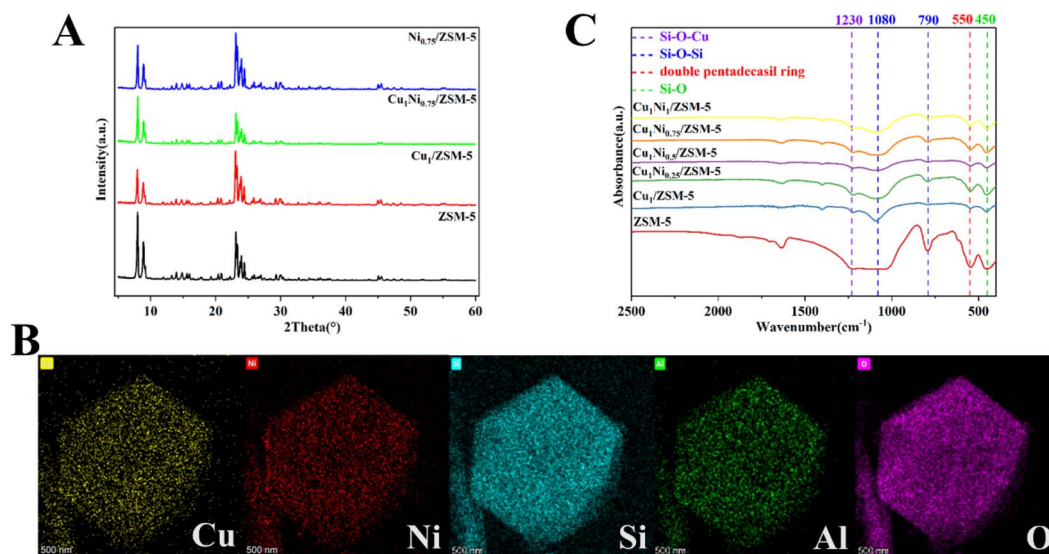 A
Ni0.75/ZSM-5
Cu1Ni0.75/ZSM-5
Cu1/ZSM-5
ZSM-5
Intensity(a.u.)
10 20 30 40 50 60
2Theta(°)
C
1230 1080 790 550 450
Si-O-Cu
Si-O-Si
double pentadecasil ring
Si-O
Cu1Ni1/ZSM-5
Cu1Ni0.75/ZSM-5
Cu1Ni0.5/ZSM-5
Cu1Ni0.25/ZSM-5
Cu1/ZSM-5
ZSM-5
Absorbance(a.u.)
2500 2000 1500 1000 500
Wavenumber(cm-1)
B
Ni Si Al O
500 nm 500 nm 500 nm 500 nm 500 nm
Cu Ni Si Al O